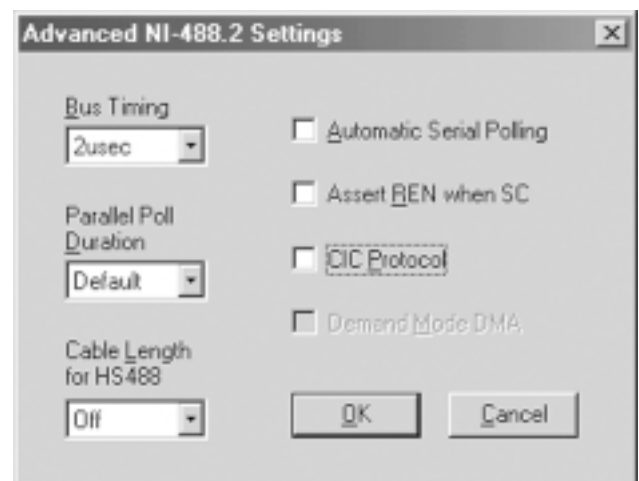 Advanced NI-488.2 Settings
Bus Timing
2usec
Parallel Poll
Duration
Default
Cable Length
for HS488
Off
Automatic Serial Polling
Assert REN when SC
CIC Protocol
Demand Mode DMA
OK
Cancel